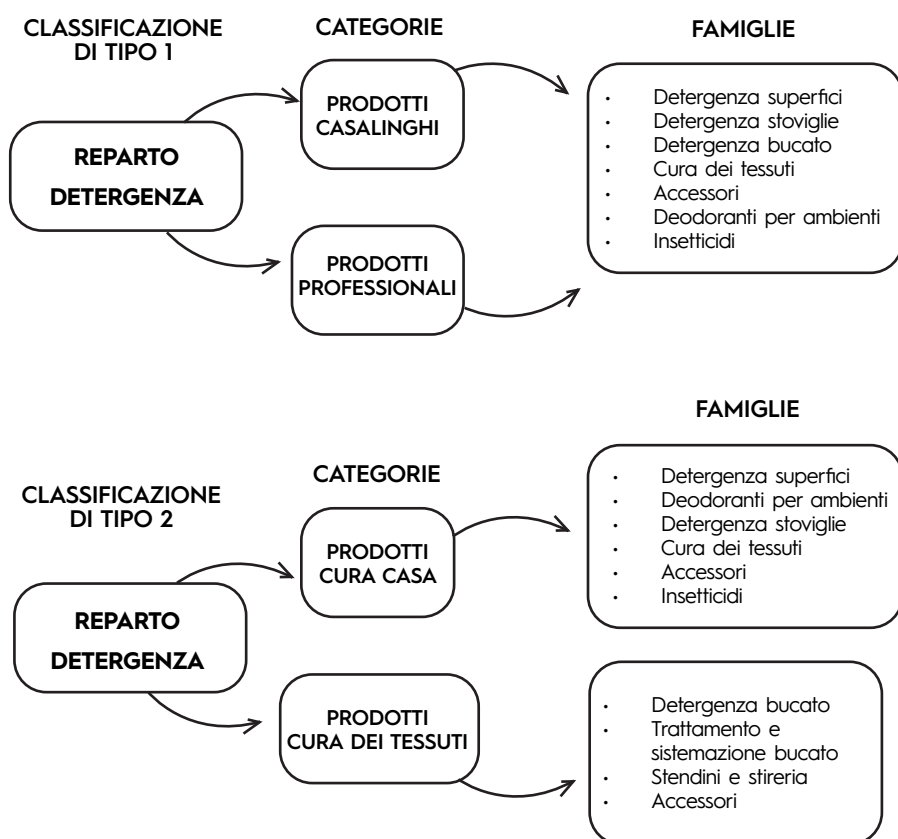 CLASSIFICAZIONE
DI TIPO 1
CATEGORIE
FAMIGLIE
REPARTO
DETERGENZA
PRODOTTI
CASALINGHI
PRODOTTI
PROFESSIONALI
· Detergenza superfici
· Detergenza stoviglie
· Detergenza bucato
· Cura dei tessuti
· Accessori
· Deodoranti per ambienti
· Insetticidi
CLASSIFICAZIONE
DI TIPO 2
CATEGORIE
FAMIGLIE
REPARTO
DETERGENZA
PRODOTTI
CURA CASA
PRODOTTI
CURA DEI TESSUTI
· Detergenza superfici
· Deodoranti per ambienti
· Detergenza stoviglie
· Cura dei tessuti
· Accessori
· Insetticidi
· Detergenza bucato
· Trattamento e
sistemazione bucato
· Stendini e stireria
· Accessori